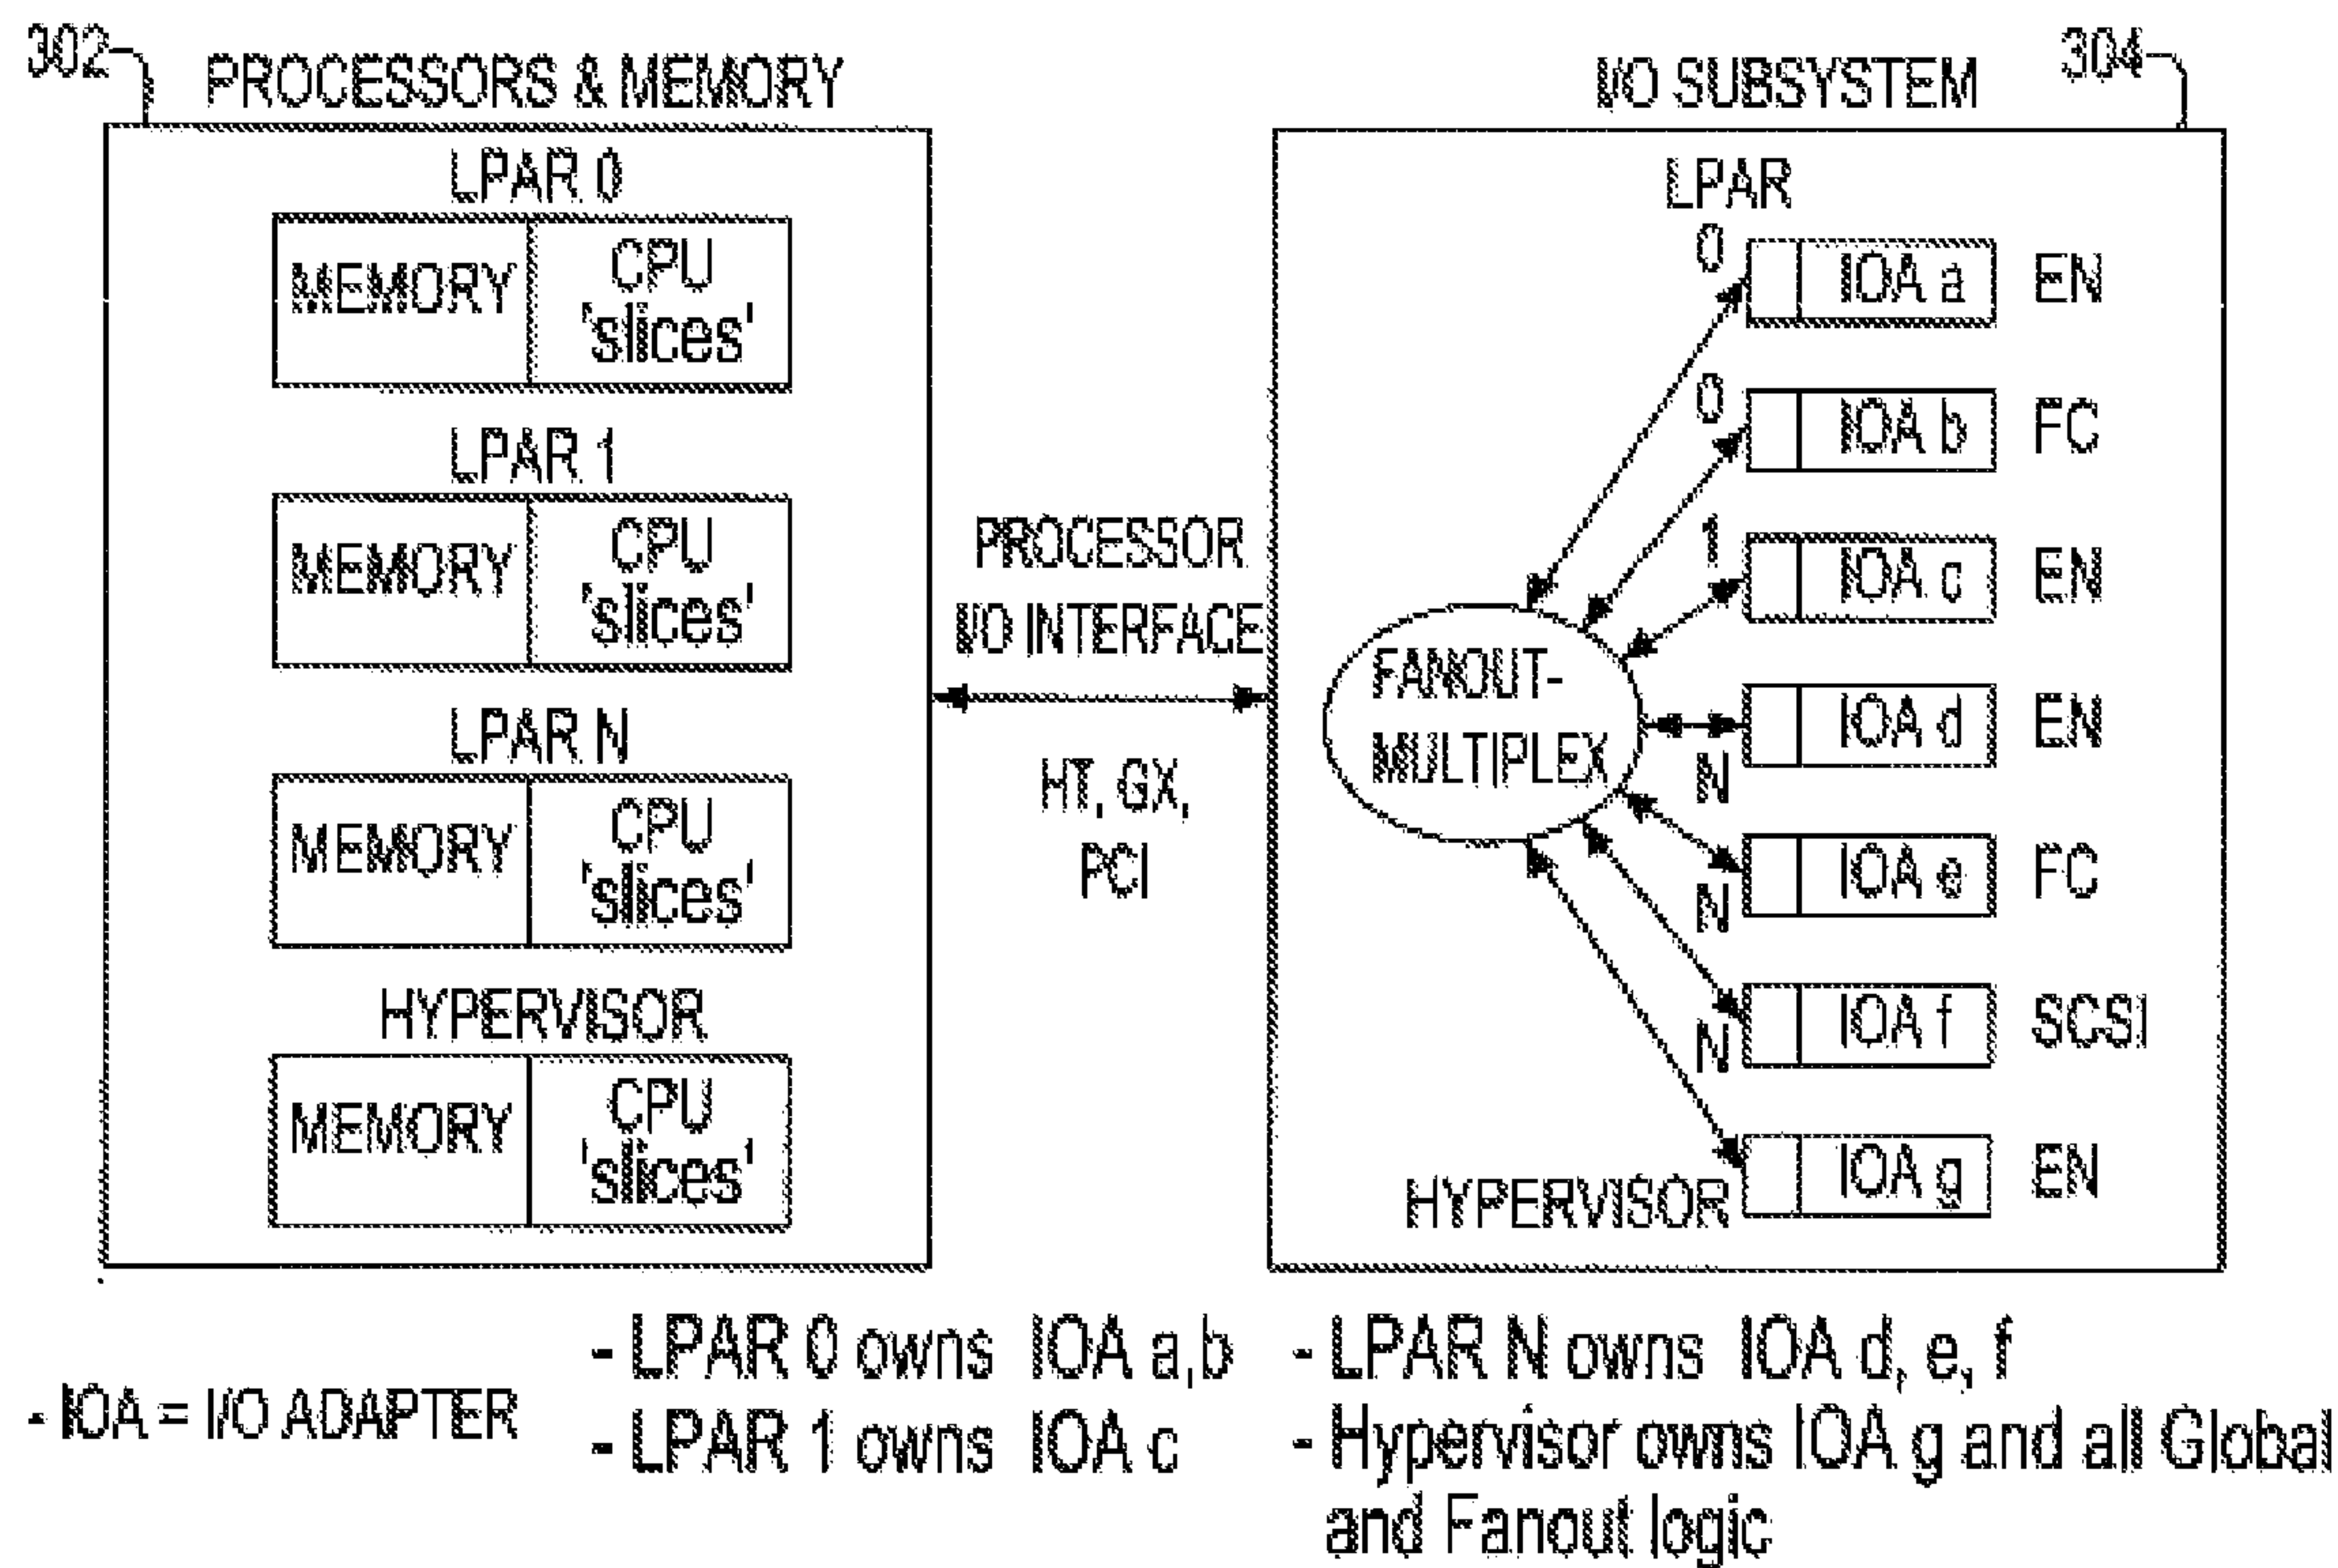 302
PROCESSORS & MEMORY
LPAR 0
MEMORY
CPU
'slices'
LPAR 1
MEMORY
CPU
'slices'
LPAR N
MEMORY
CPU
'slices'
HYPERVISOR
MEMORY
CPU
'slices'
PROCESSOR
I/O INTERFACE
HT, GX,
PCI
I/O SUBSYSTEM
304
LPAR
FANOUT-
MULTIPLEX
0
IOA a
EN
0
IOA b
FC
1
IOA c
EN
IOA d
EN
N
IOA e
FC
N
IOA f
SCSI
N
IOA g
EN
HYPERVISOR
- IOA = I/O ADAPTER
- LPAR 0 owns IOA a,b
- LPAR 1 owns IOA c
- LPAR N owns IOA d, e, f
- Hypervisor owns IOA g and all Global
and Fanout logic